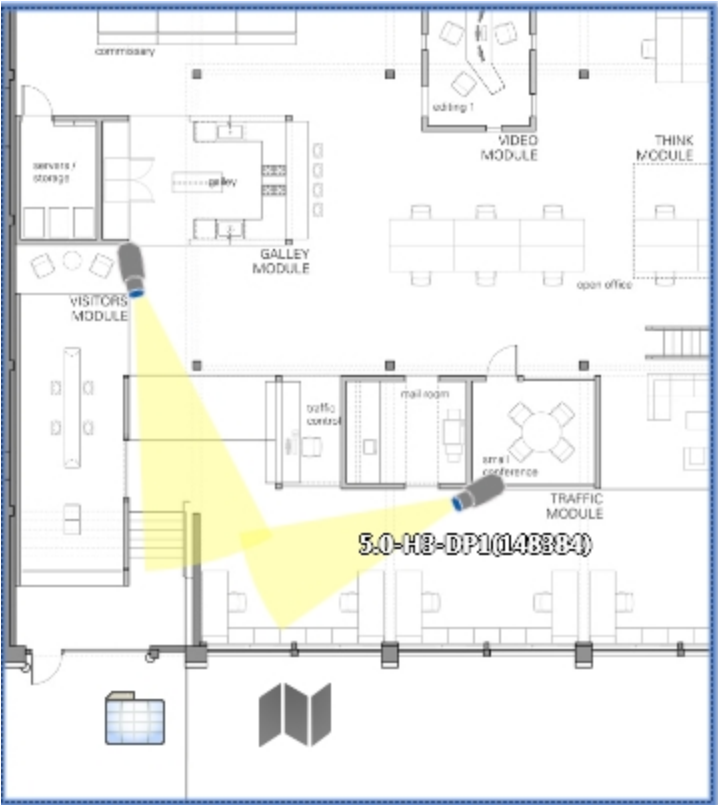 commissary
editing 1
VIDEO
MODULE
THINK
MODULE
servers /
storage
galley
GALLEY
MODULE
open office
VISITORS
MODULE
traffic
control
mail room
small
conference
TRAFFIC
MODULE
5.0-H3-DP1(148384)